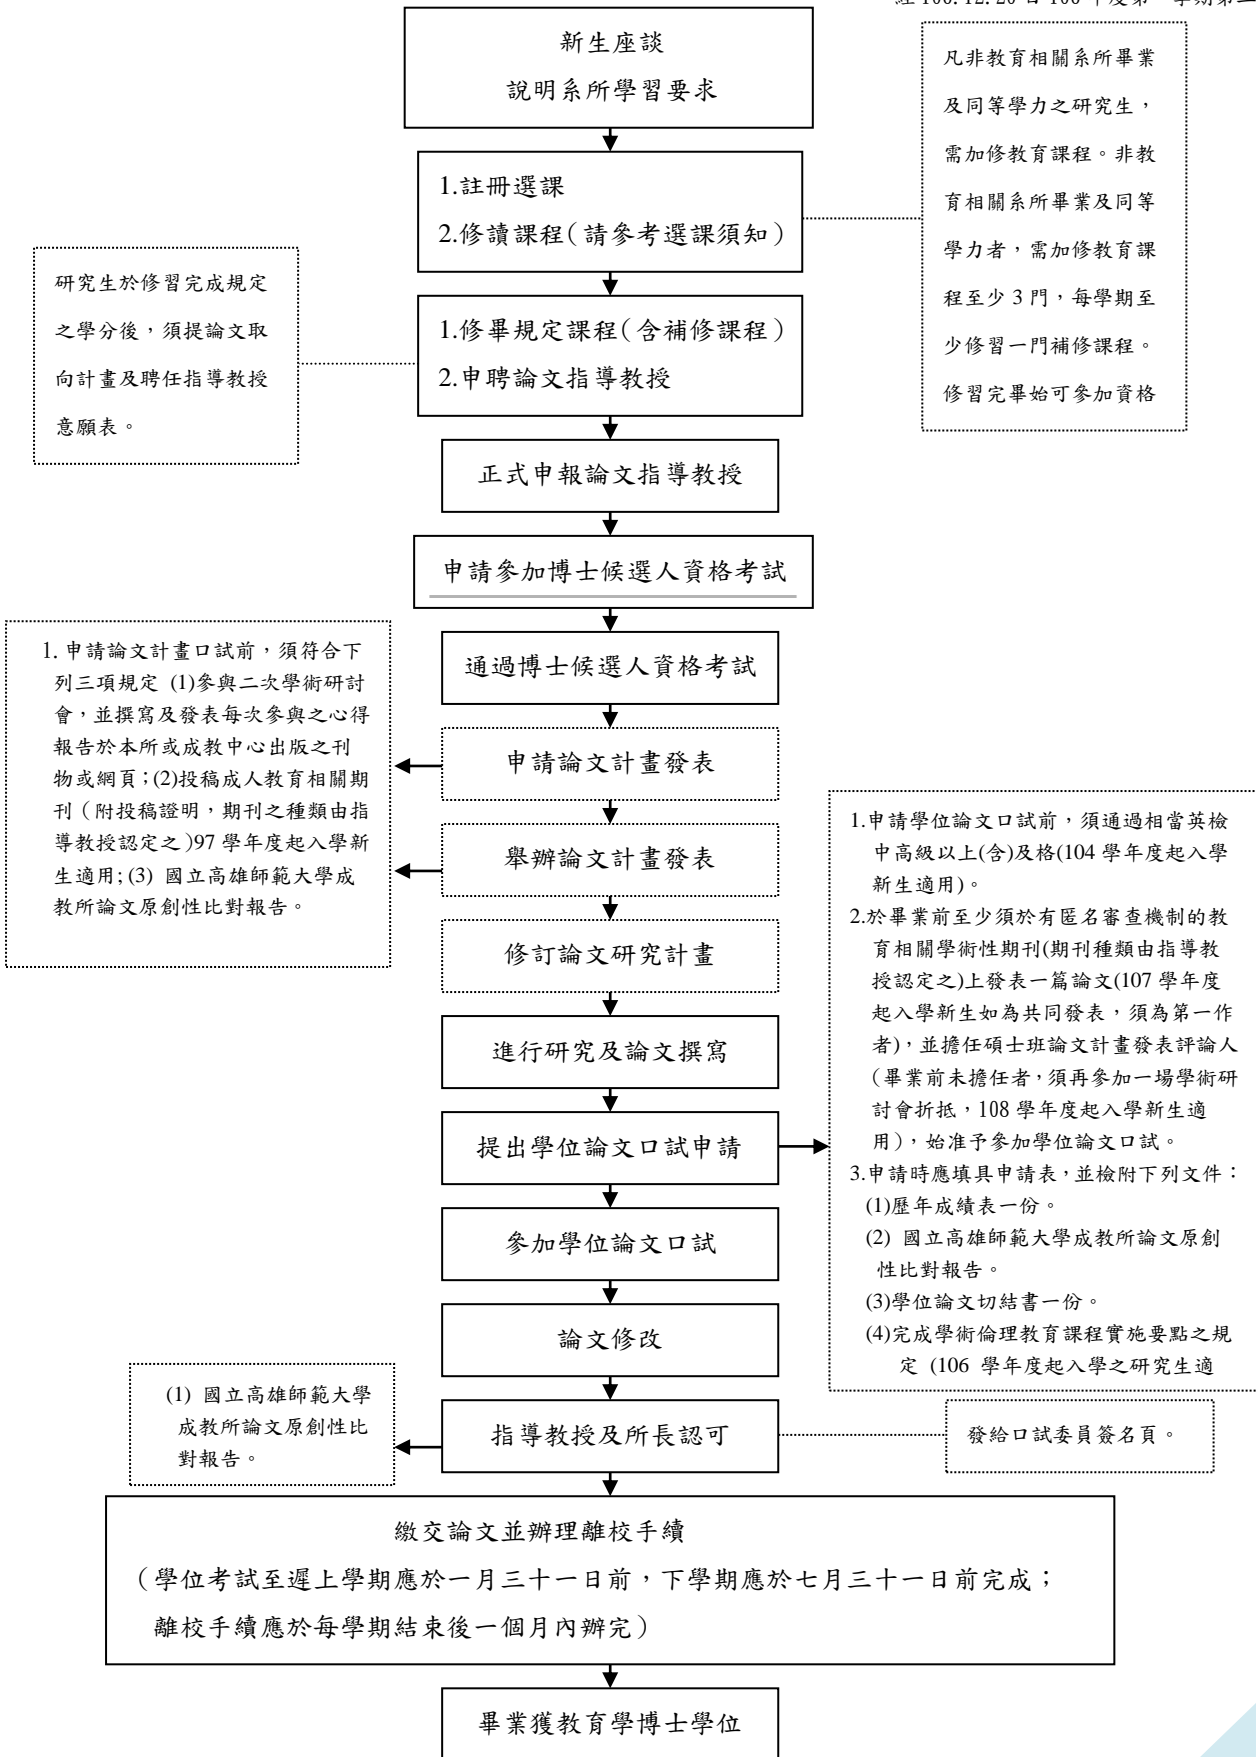 新生座談
說明系所學習要求
凡非教育相關系所畢業
及同等學力之研究生，
需加修教育課程。非教
育相關系所畢業及同等
學力者，需加修教育課
程至少 3 門，每學期至
少修習一門補修課程。
修習完畢始可參加資格
1.註冊選課
2.修讀課程（請參考選課須知）
研究生於修習完成規定
之學分後，須提論文取
向計畫及聘任指導教授
意願表。
1.修畢規定課程（含補修課程）
2.申聘論文指導教授
正式申報論文指導教授
申請參加博士候選人資格考試
通過博士候選人資格考試
1. 申請論文計畫口試前，須符合下
列三項規定 (1)參與二次學術研討
會，並撰寫及發表每次參與之心得
報告於本所或成教中心出版之刊
物或網頁；(2)投稿成人教育相關期
刊（附投稿證明，期刊之種類由指
導教授認定之）97 學年度起入學新
生適用; (3) 國立高雄師範大學成
教所論文原創性比對報告。
申請論文計畫發表
舉辦論文計畫發表
修訂論文研究計畫
進行研究及論文撰寫
提出學位論文口試申請
1.申請學位論文口試前，須通過相當英檢
中高級以上(含)及格(104 學年度起入學
新生適用)。
2.於畢業前至少須於有匿名審查機制的教
育相關學術性期刊(期刊種類由指導教
授認定之)上發表一篇論文(107 學年度
起入學新生如為共同發表，須為第一作
者)，並擔任碩士班論文計畫發表評論人
（畢業前未擔任者，須再參加一場學術研
討會折抵，108 學年度起入學新生適
用），始准予參加學位論文口試。
3.申請時應填具申請表，並檢附下列文件：
(1)歷年成績表一份。
(2) 國立高雄師範大學成教所論文原創
性比對報告。
(3)學位論文切結書一份。
(4)完成學術倫理教育課程實施要點之規
定 (106 學年度起入學之研究生適
參加學位論文口試
論文修改
(1) 國立高雄師範大學
成教所論文原創性比
對報告。
指導教授及所長認可
發給口試委員簽名頁。
繳交論文並辦理離校手續
（學位考試至遲上學期應於一月三十一日前，下學期應於七月三十一日前完成；
離校手續應於每學期結束後一個月內辦完）
畢業獲教育學博士學位